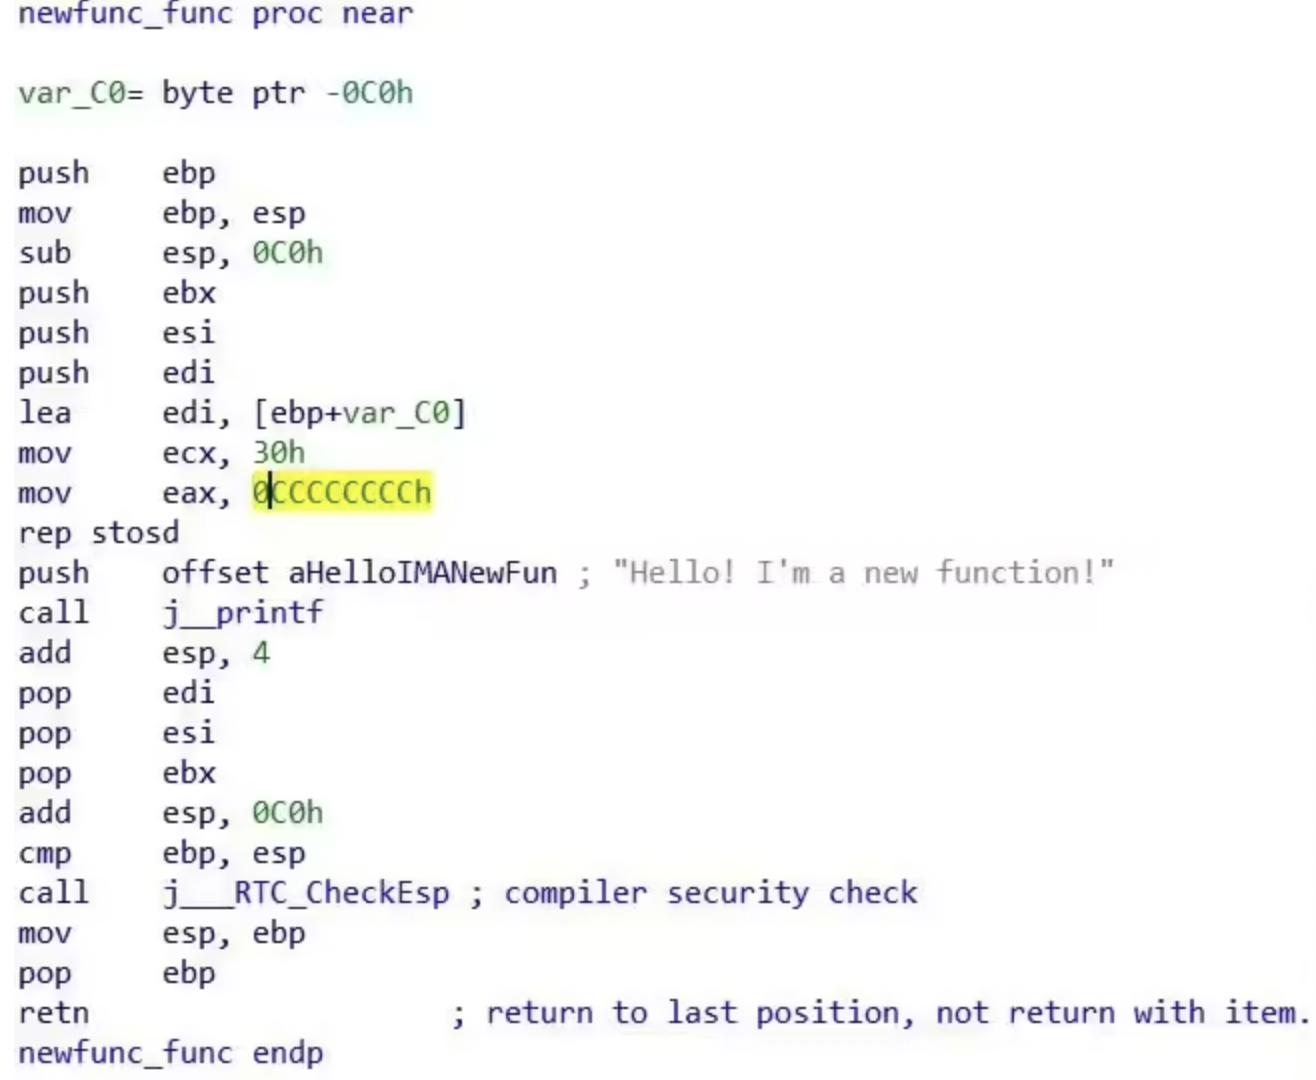 newfunc_func proc near
var_C0= byte ptr -0C0h
push ebp
mov ebp, esp
sub esp, 0C0h
push ebx
push esi
push edi
lea edi, [ebp+var_C0]
mov ecx, 30h
mov eax, 0CCCCCCCCh
rep stosd
push offset aHelloIMANewFun ; "Hello! I'm a new function!"
call j__printf
add esp, 4
pop edi
pop esi
pop ebx
add esp, 0C0h
cmp ebp, esp
call j___RTC_CheckEsp ; compiler security check
mov esp, ebp
pop ebp
retn ; return to last position, not return with item.
newfunc_func endp